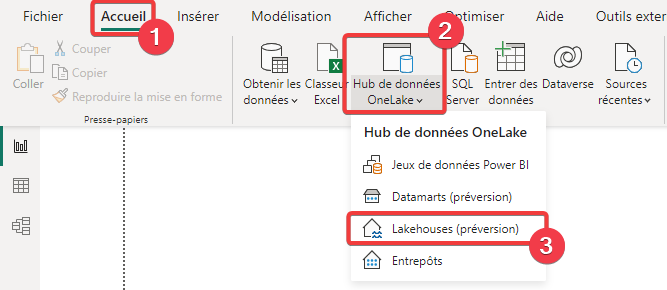 Fichier Accueil Insérer Modélisation Afficher Optimiser Aide Outils exter
1
2
Couper
Copier
Reproduire la mise en forme
Coller
Presse-papiers
Obtenir les
données
Classeur
Excel
Hub de données
OneLake
SQL
Server
Entrer des
données
Dataverse
Sources
récentes
Hub de données OneLake
Jeux de données Power BI
Datamarts (préversion)
Lakehouses (préversion)
3
Entrepôts